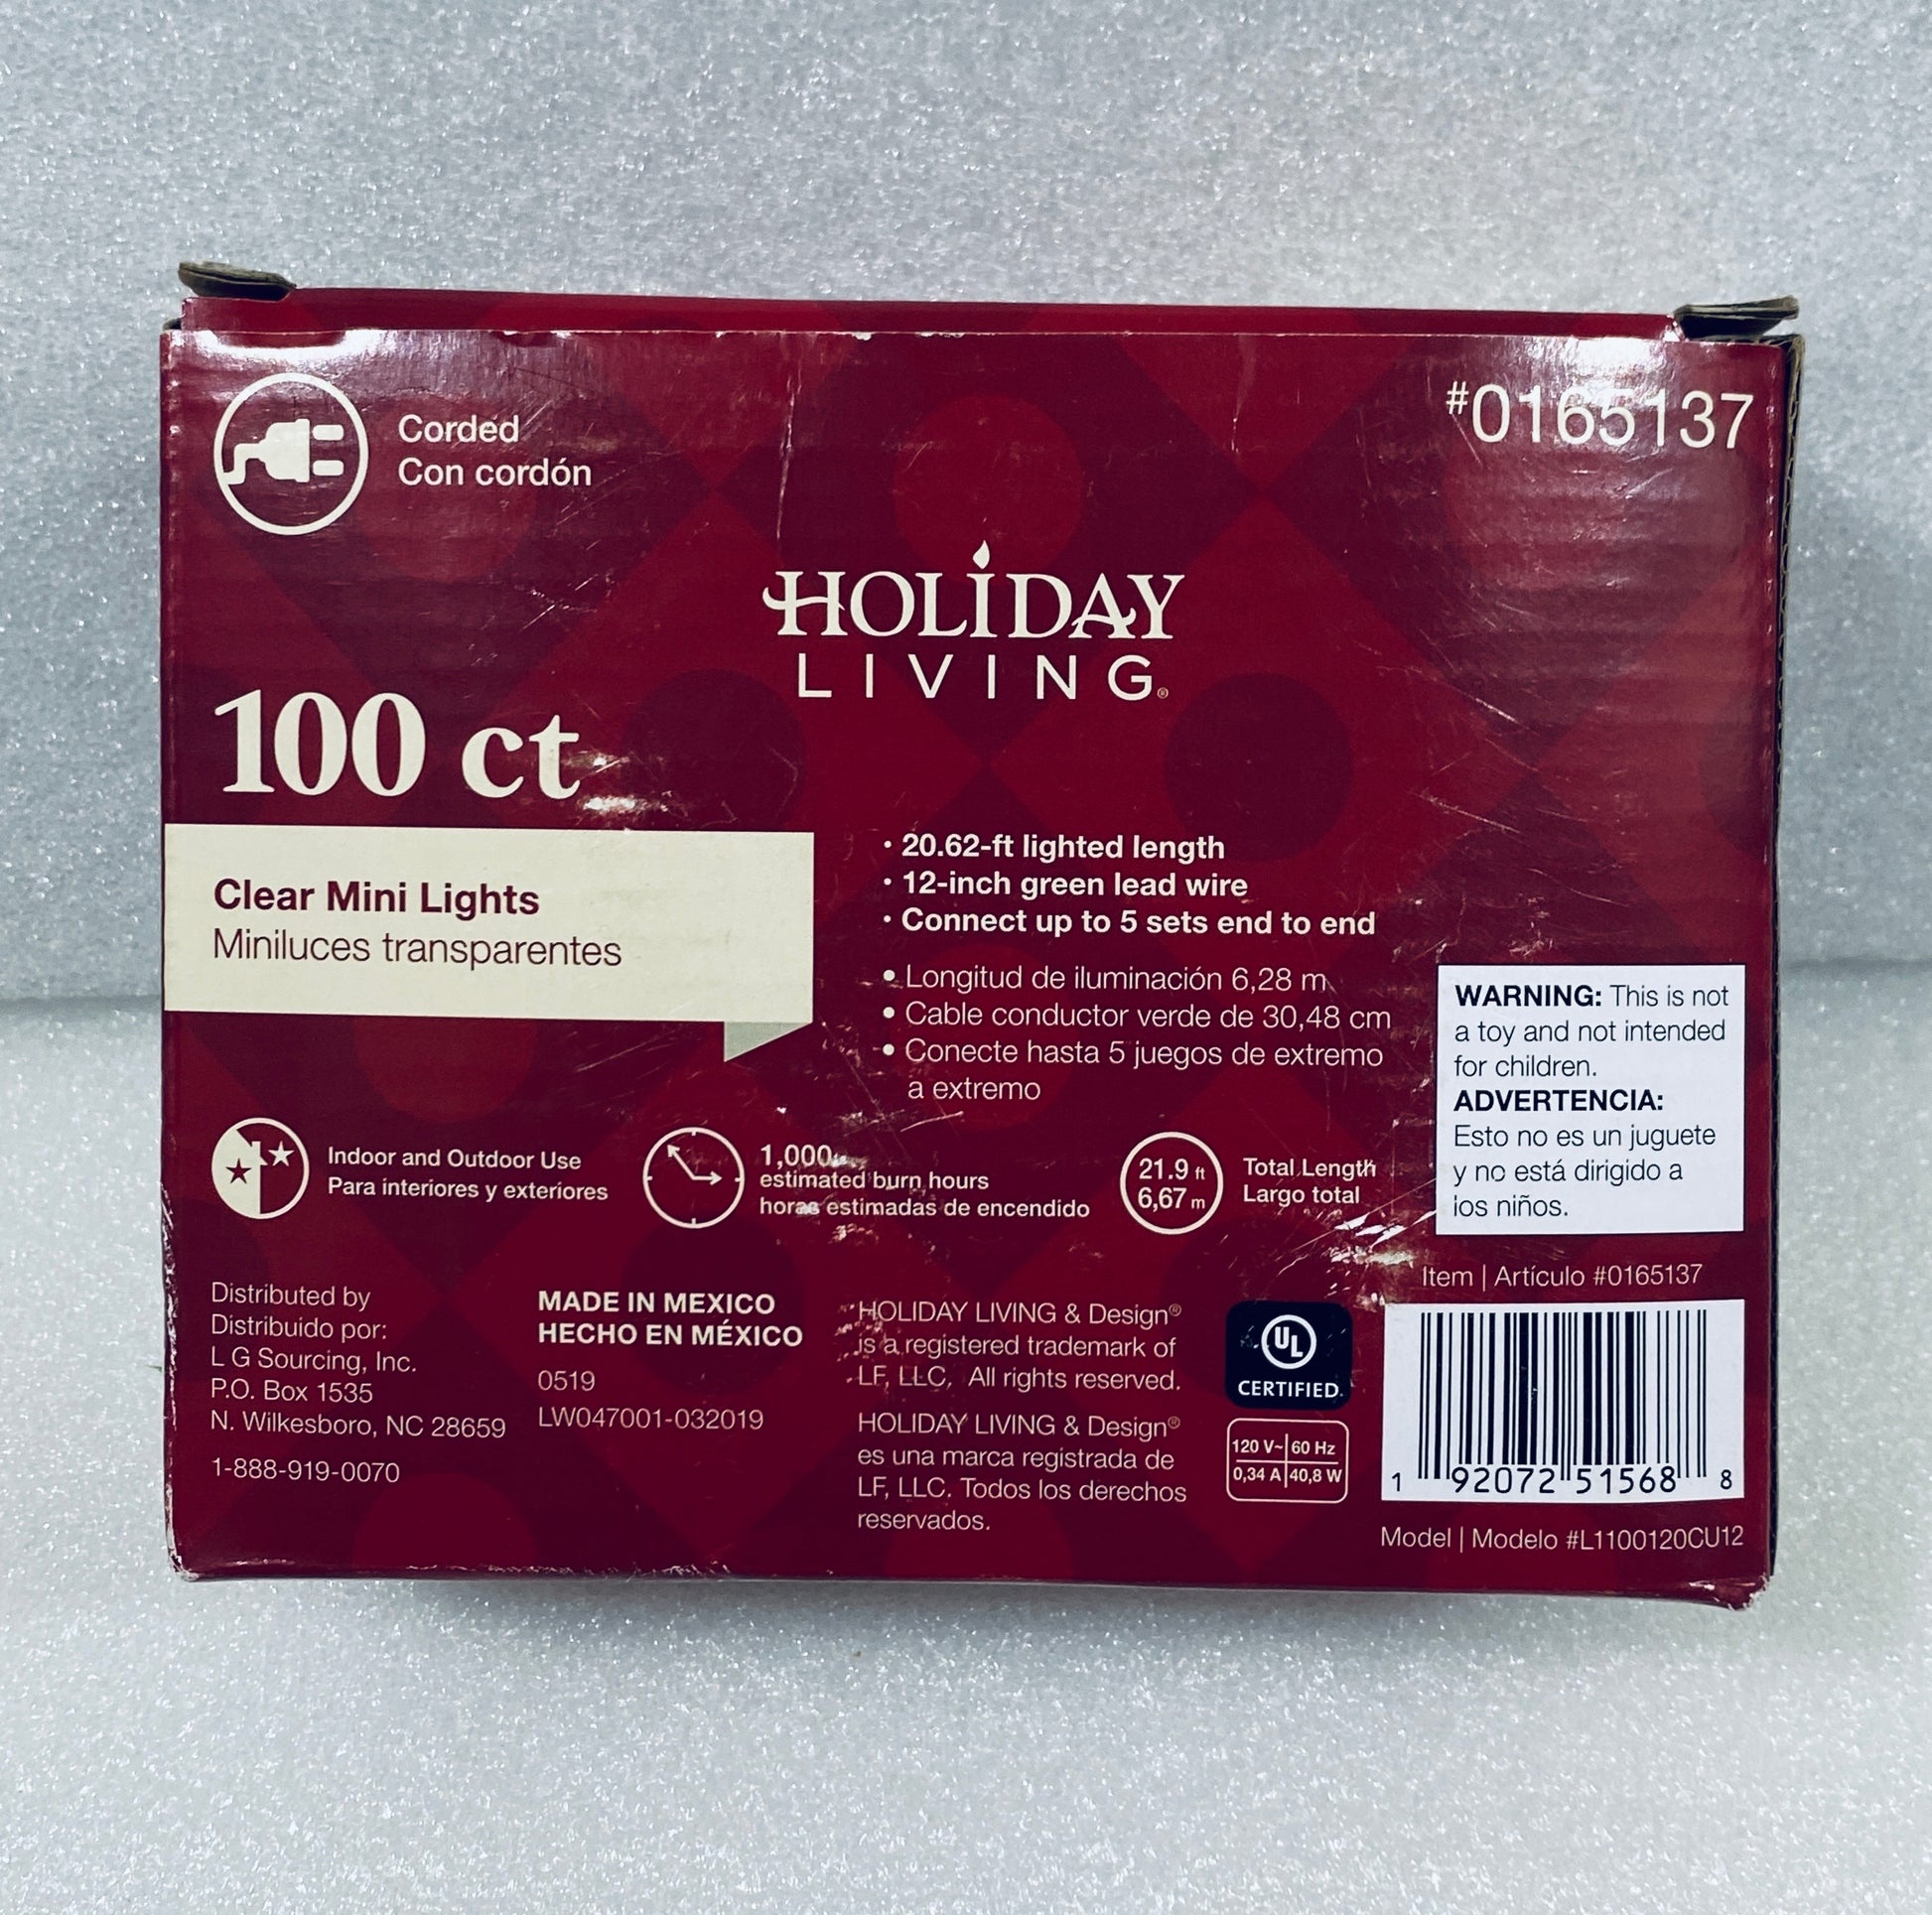 Corded
Con cordón
#0165137
HOLIDAY
LIVING®
100 ct
Clear Mini Lights
Miniluces transparentes
• 20.62-ft lighted length
• 12-inch green lead wire
• Connect up to 5 sets end to end
• Longitud de iluminación 6,28 m
• Cable conductor verde de 30,48 cm
• Conecte hasta 5 juegos de extremo
a extremo
WARNING: This is not
a toy and not intended
for children.
ADVERTENCIA:
Esto no es un juguete
y no está dirigido a
los niños.
Indoor and Outdoor Use
Para interiores y exteriores
1,000
estimated burn hours
horas estimadas de encendido
21.9 ft
6,67 m
Total Length
Largo total
Distributed by
Distribuido por:
L G Sourcing, Inc.
P.O. Box 1535
N. Wilkesboro, NC 28659
1-888-919-0070
MADE IN MEXICO
HECHO EN MÉXICO
0519
LW047001-032019
HOLIDAY LIVING & Design®
is a registered trademark of
LF, LLC, All rights reserved.
HOLIDAY LIVING & Design®
es una marca registrada de
LF, LLC. Todos los derechos
reservados.
UL
CERTIFIED
120 V~ 60 Hz
0,34 A 40,8 W
Item | Artículo #0165137
1 92072 51568 8
Model | Modelo #L1100120CU12